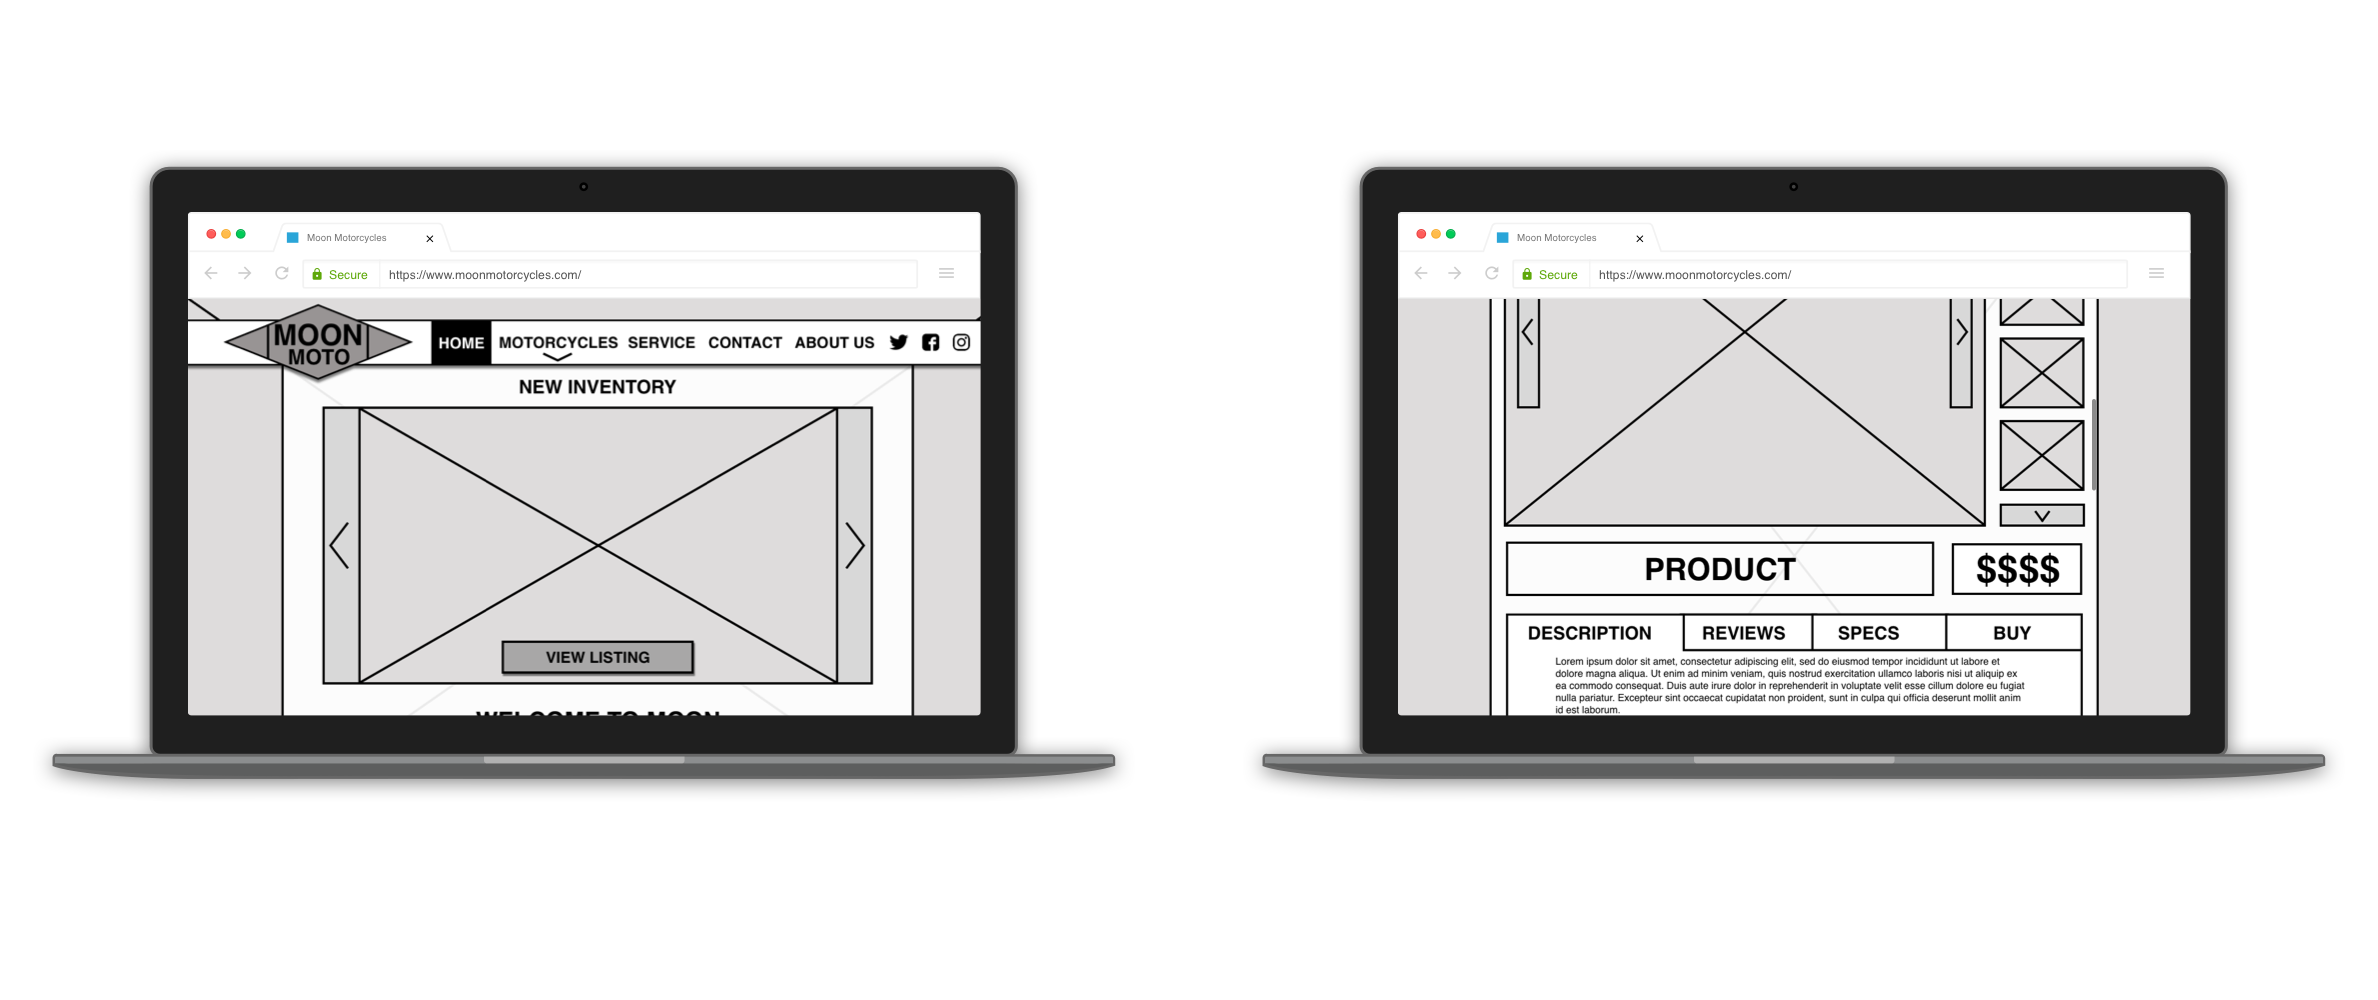 Moon Motorcycles
Secure https://www.moonmotorcycles.com/
MOON
MOTO
HOME MOTORCYCLES SERVICE CONTACT ABOUT US
NEW INVENTORY
VIEW LISTING
WELCOME TO MOON
Moon Motorcycles
Secure https://www.moonmotorcycles.com/
PRODUCT $$$$
DESCRIPTION REVIEWS SPECS BUY
Lorem ipsum dolor sit amet, consectetur adipiscing elit, sed do eiusmod tempor incididunt ut labore et
dolore magna aliqua. Ut enim ad minim veniam, quis nostrud exercitation ullamco laboris nisi ut aliquip ex
ea commodo consequat. Duis aute irure dolor in reprehenderit in voluptate velit esse cillum dolore eu fugiat
nulla pariatur. Excepteur sint occaecat cupidatat non proident, sunt in culpa qui officia deserunt mollit anim
id est laborum.